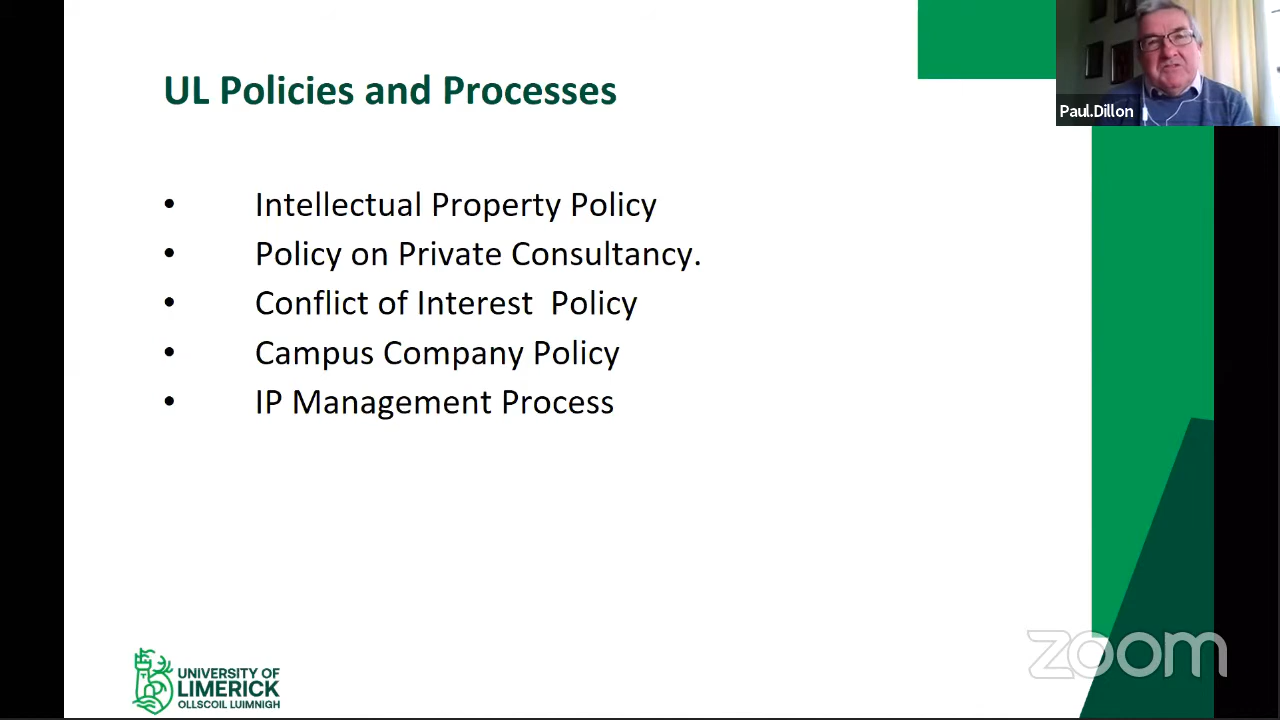 UL Policies and Processes
Paul.Dillon
• Intellectual Property Policy
• Policy on Private Consultancy.
• Conflict of Interest  Policy
• Campus Company Policy
• IP Management Process
UNIVERSITY OF
LIMERICK
OLLSCOIL LUIMNIGH
zoom